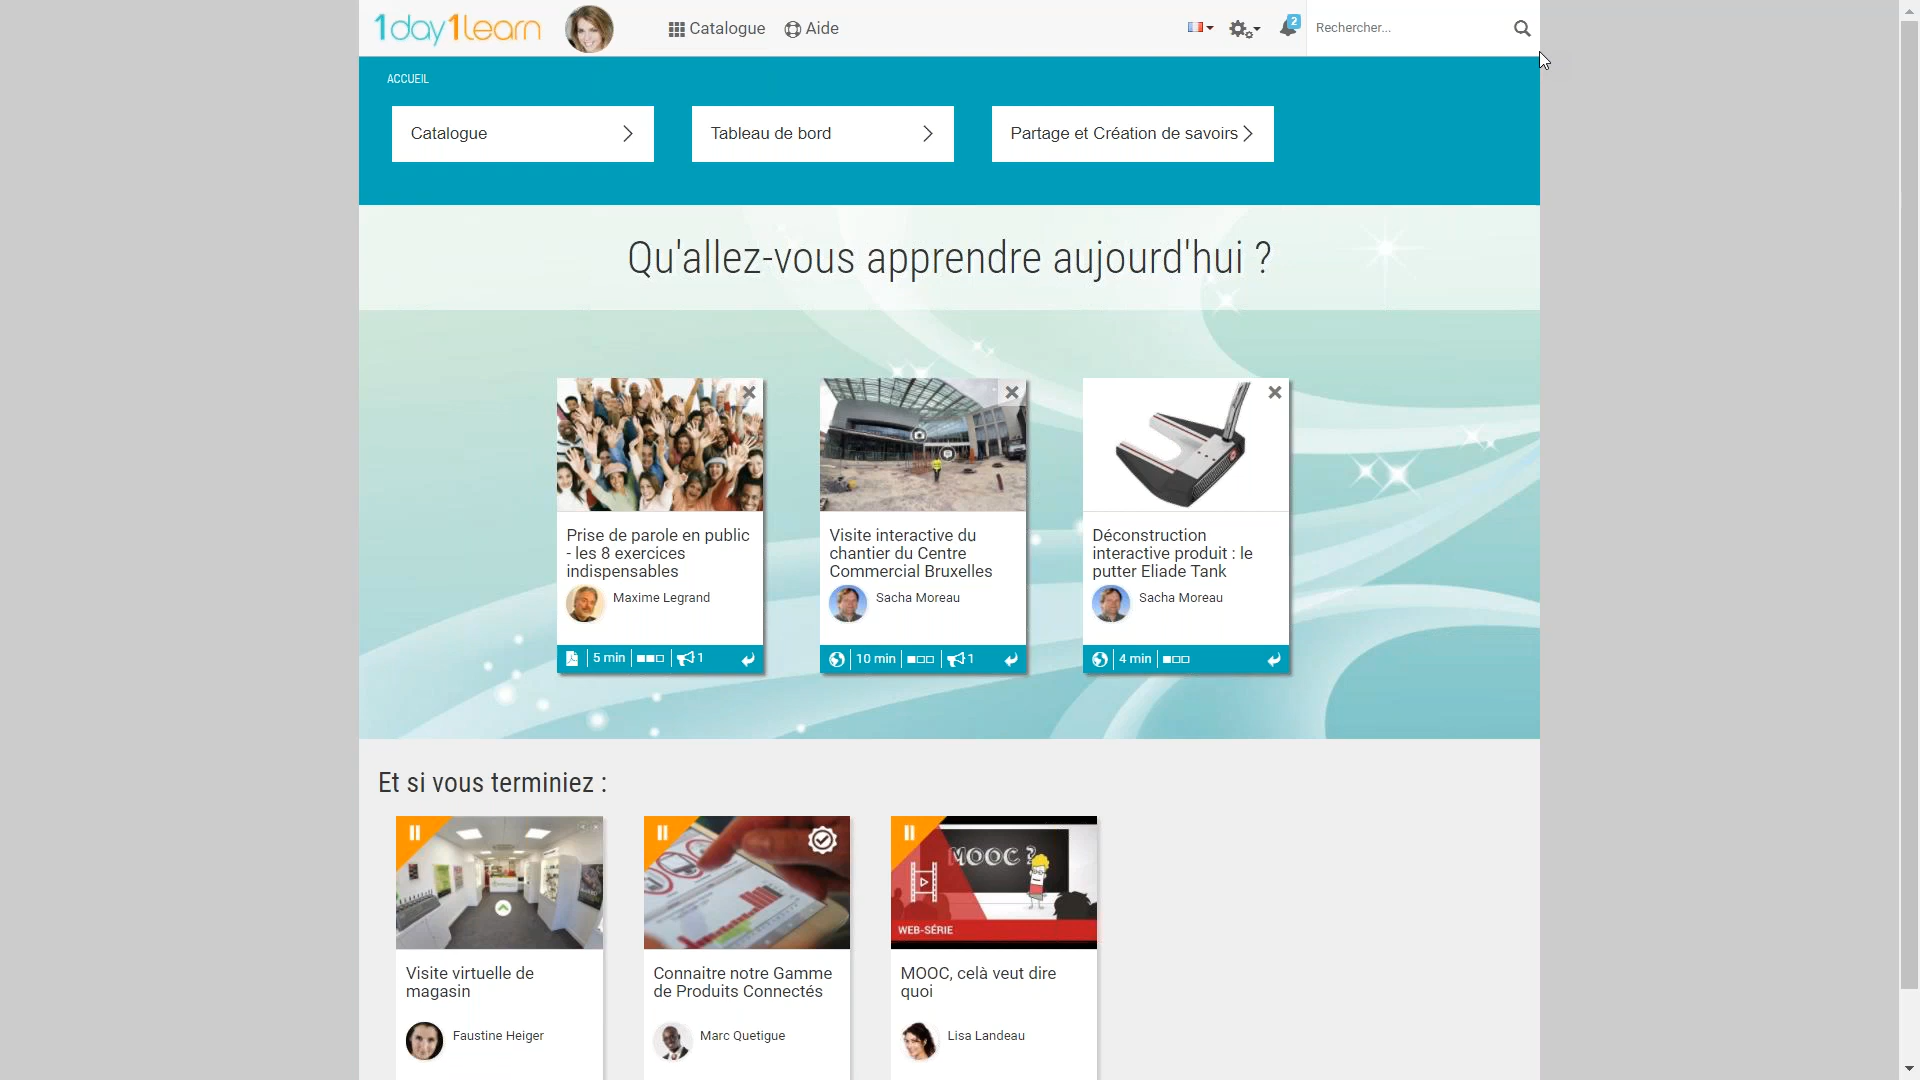 1day1learn
Catalogue
Aide
2
Rechercher...
ACCUEIL
Catalogue
Tableau de bord
Partage et Création de savoirs
Qu'allez-vous apprendre aujourd'hui ?
Prise de parole en public
- les 8 exercices
indispensables
Maxime Legrand
5 min
1
Visite interactive du
chantier du Centre
Commercial Bruxelles
Sacha Moreau
10 min
1
Déconstruction
interactive produit : le
putter Eliade Tank
Sacha Moreau
4 min
Et si vous terminiez :
Visite virtuelle de
magasin
Faustine Heiger
Connaitre notre Gamme
de Produits Connectés
Marc Quetigue
MOOC ?
WEB-SÉRIE
MOOC, celà veut dire
quoi
Lisa Landeau